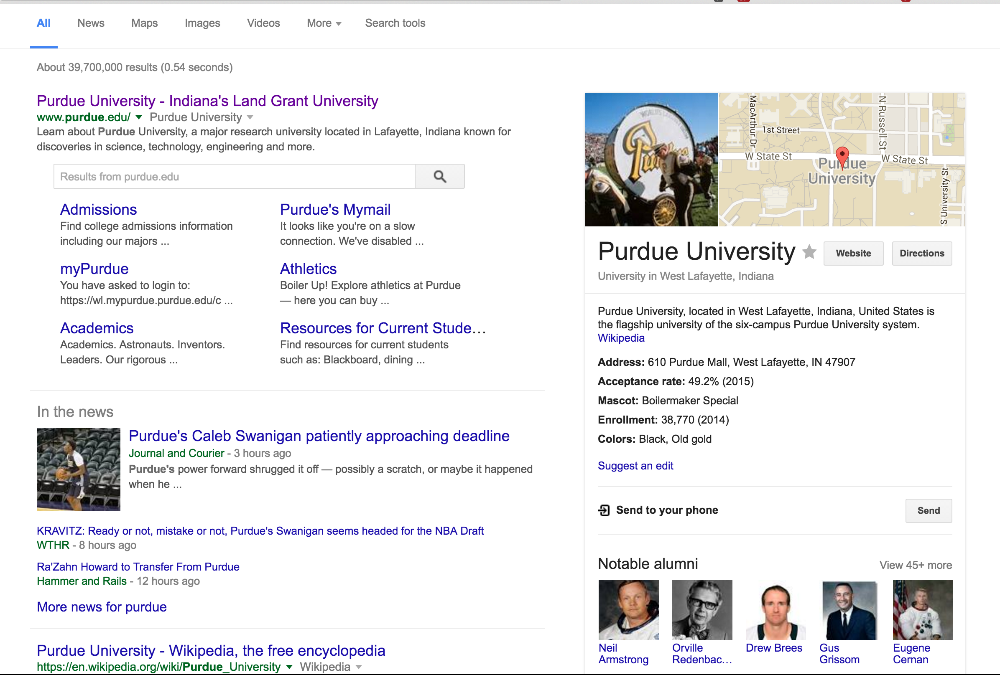 All News Maps Images Videos More Search tools
About 39,700,000 results (0.54 seconds)
Purdue University - Indiana's Land Grant University
www.purdue.edu/ Purdue University
Learn about Purdue University, a major research university located in Lafayette, Indiana known for
discoveries in science, technology, engineering and more.
Results from purdue.edu
Admissions
Find college admissions information
including our majors ...
Purdue's Mymail
It looks like you're on a slow
connection. We've disabled ...
myPurdue
You have asked to login to:
https://wl.mypurdue.purdue.edu/c ...
Athletics
Boiler Up! Explore athletics at Purdue
— here you can buy ...
Academics
Academics. Astronauts. Inventors.
Leaders. Our rigorous ...
Resources for Current Stude...
Find resources for current students
such as: Blackboard, dining ...
In the news
Purdue's Caleb Swanigan patiently approaching deadline
Journal and Courier - 3 hours ago
Purdue's power forward shrugged it off — possibly a scratch, or maybe it happened
when he ...
KRAVITZ: Ready or not, mistake or not, Purdue's Swanigan seems headed for the NBA Draft
WTHR - 8 hours ago
Ra'Zahn Howard to Transfer From Purdue
Hammer and Rails - 12 hours ago
More news for purdue
Purdue University - Wikipedia, the free encyclopedia
https://en.wikipedia.org/wiki/Purdue_University Wikipedia
Purdue
MacArthur Dr
1st Street
N Russell St
W State St
W State St
Purdue
University
S University St
Purdue University
Website
Directions
University in West Lafayette, Indiana
Purdue University, located in West Lafayette, Indiana, United States is
the flagship university of the six-campus Purdue University system.
Wikipedia
Address: 610 Purdue Mall, West Lafayette, IN 47907
Acceptance rate: 49.2% (2015)
Mascot: Boilermaker Special
Enrollment: 38,770 (2014)
Colors: Black, Old gold
Suggest an edit
Send to your phone
Send
Notable alumni
View 45+ more
Neil
Armstrong
Orville
Redenbac...
Drew Brees
Gus
Grissom
Eugene
Cernan